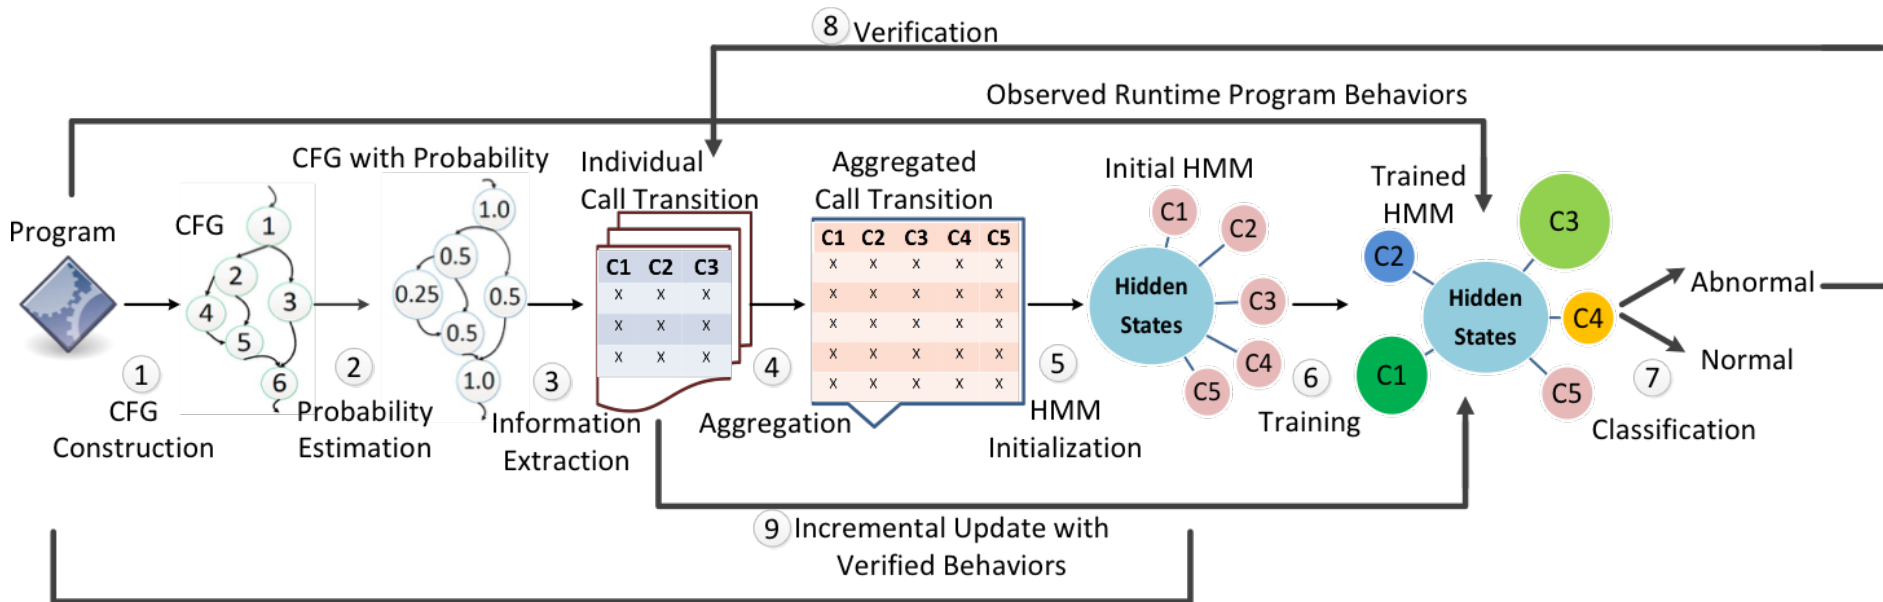 8 Verification
Observed Runtime Program Behaviors
Program
CFG
1
2
3
4
5
6
CFG with Probability
1.0
0.5
0.25
0.5
0.5
1.0
Individual
Call Transition
C1 C2 C3
X X X
X X X
X X X
Aggregated
Call Transition
C1 C2 C3 C4 C5
X X X X X
X X X X X
X X X X X
X X X X X
X X X X X
Initial HMM
C1
C2
Hidden
States
C3
C4
C5
Trained
HMM
C3
C2
Hidden
States
C4
C1
C5
Abnormal
Normal
1
CFG
Construction
2
Probability
Estimation
3
Information
Extraction
4
Aggregation
5
HMM
Initialization
6
Training
7
Classification
9 Incremental Update with
Verified Behaviors